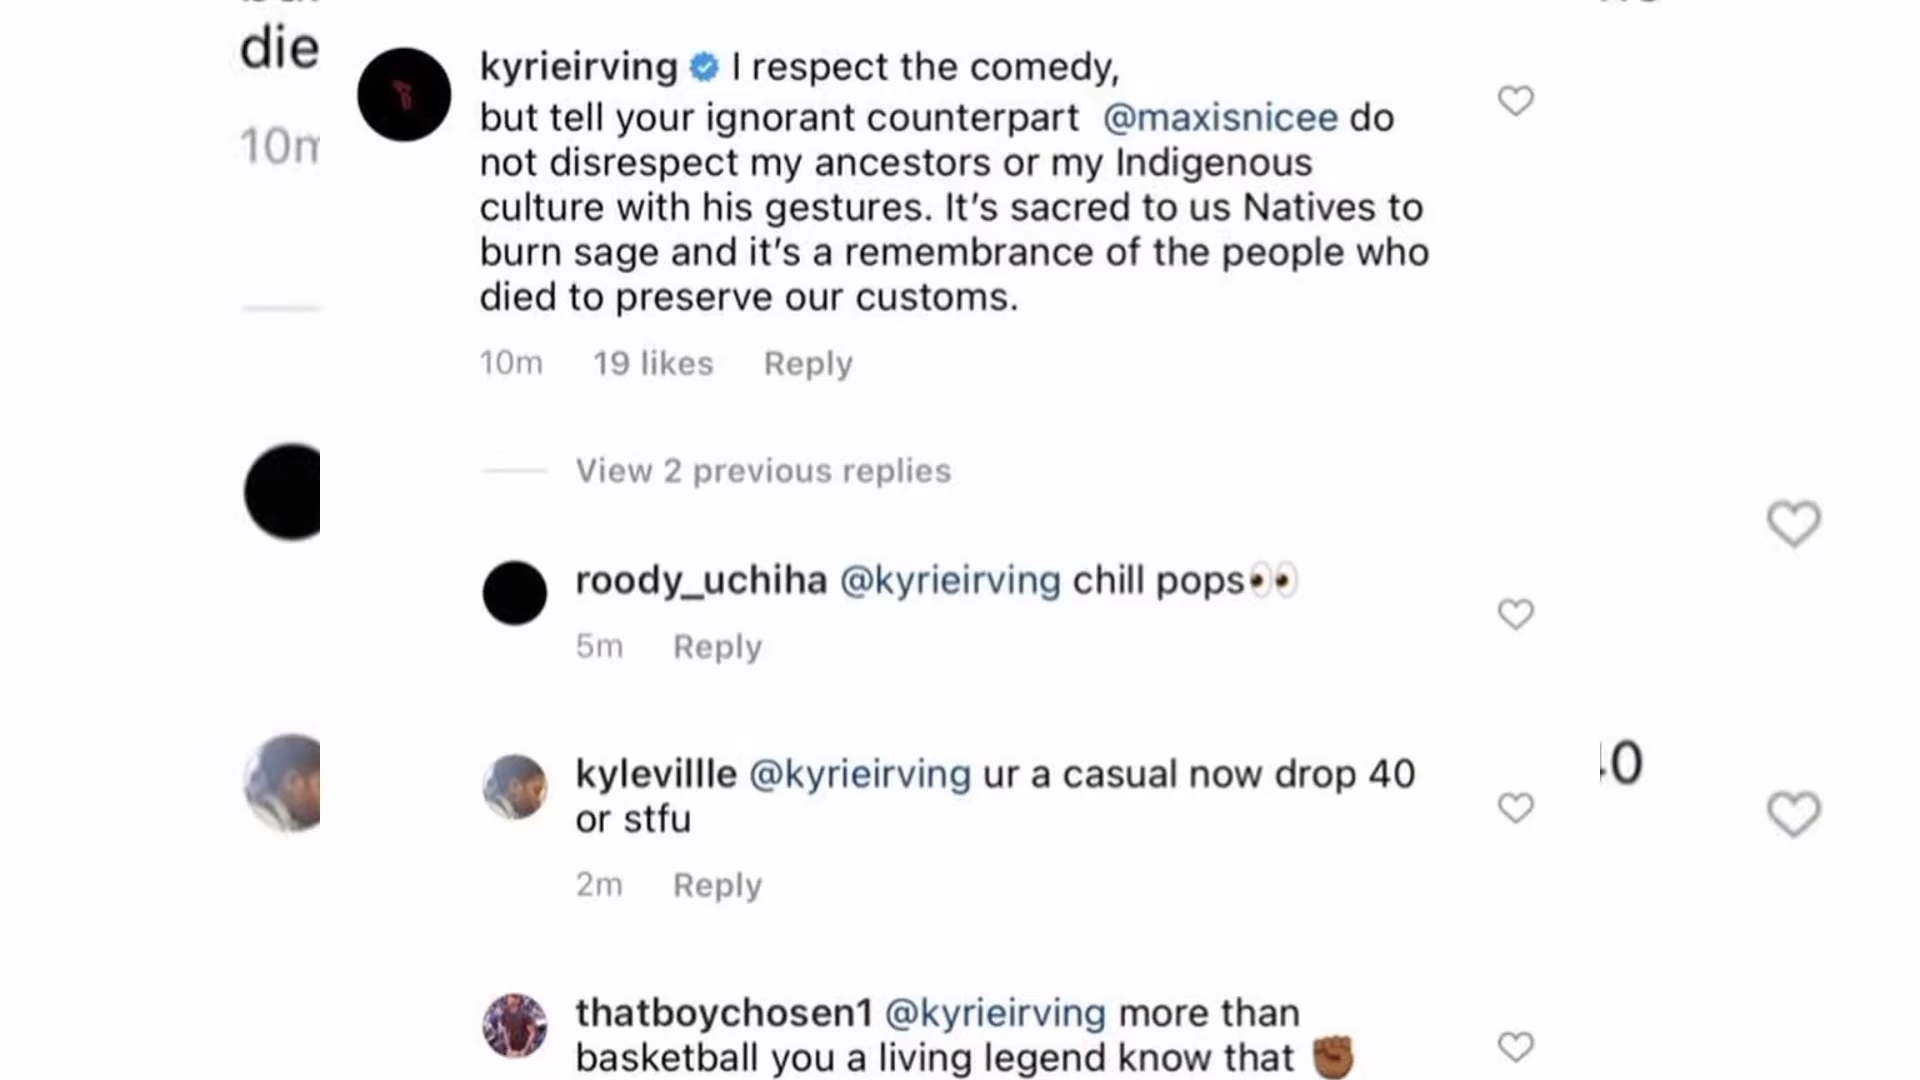 die
10m
kyrieirving I respect the comedy,
but tell your ignorant counterpart @maxisnicee do
not disrespect my ancestors or my Indigenous
culture with his gestures. It's sacred to us Natives to
burn sage and it's a remembrance of the people who
died to preserve our customs.
10m 19 likes Reply
View 2 previous replies
roody_uchiha @kyrieirving chill pops👀
5m Reply
kylevillle @kyrieirving ur a casual now drop 40
or stfu
2m Reply
40
thatboychosen1 @kyrieirving more than
basketball you a living legend know that ✊🏾